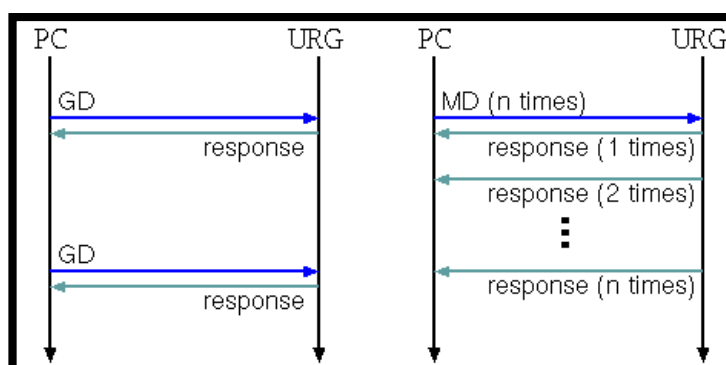 PC URG PC URG
GD MD (n times)
response response (1 times)
response (2 times)
GD
response response (n times)